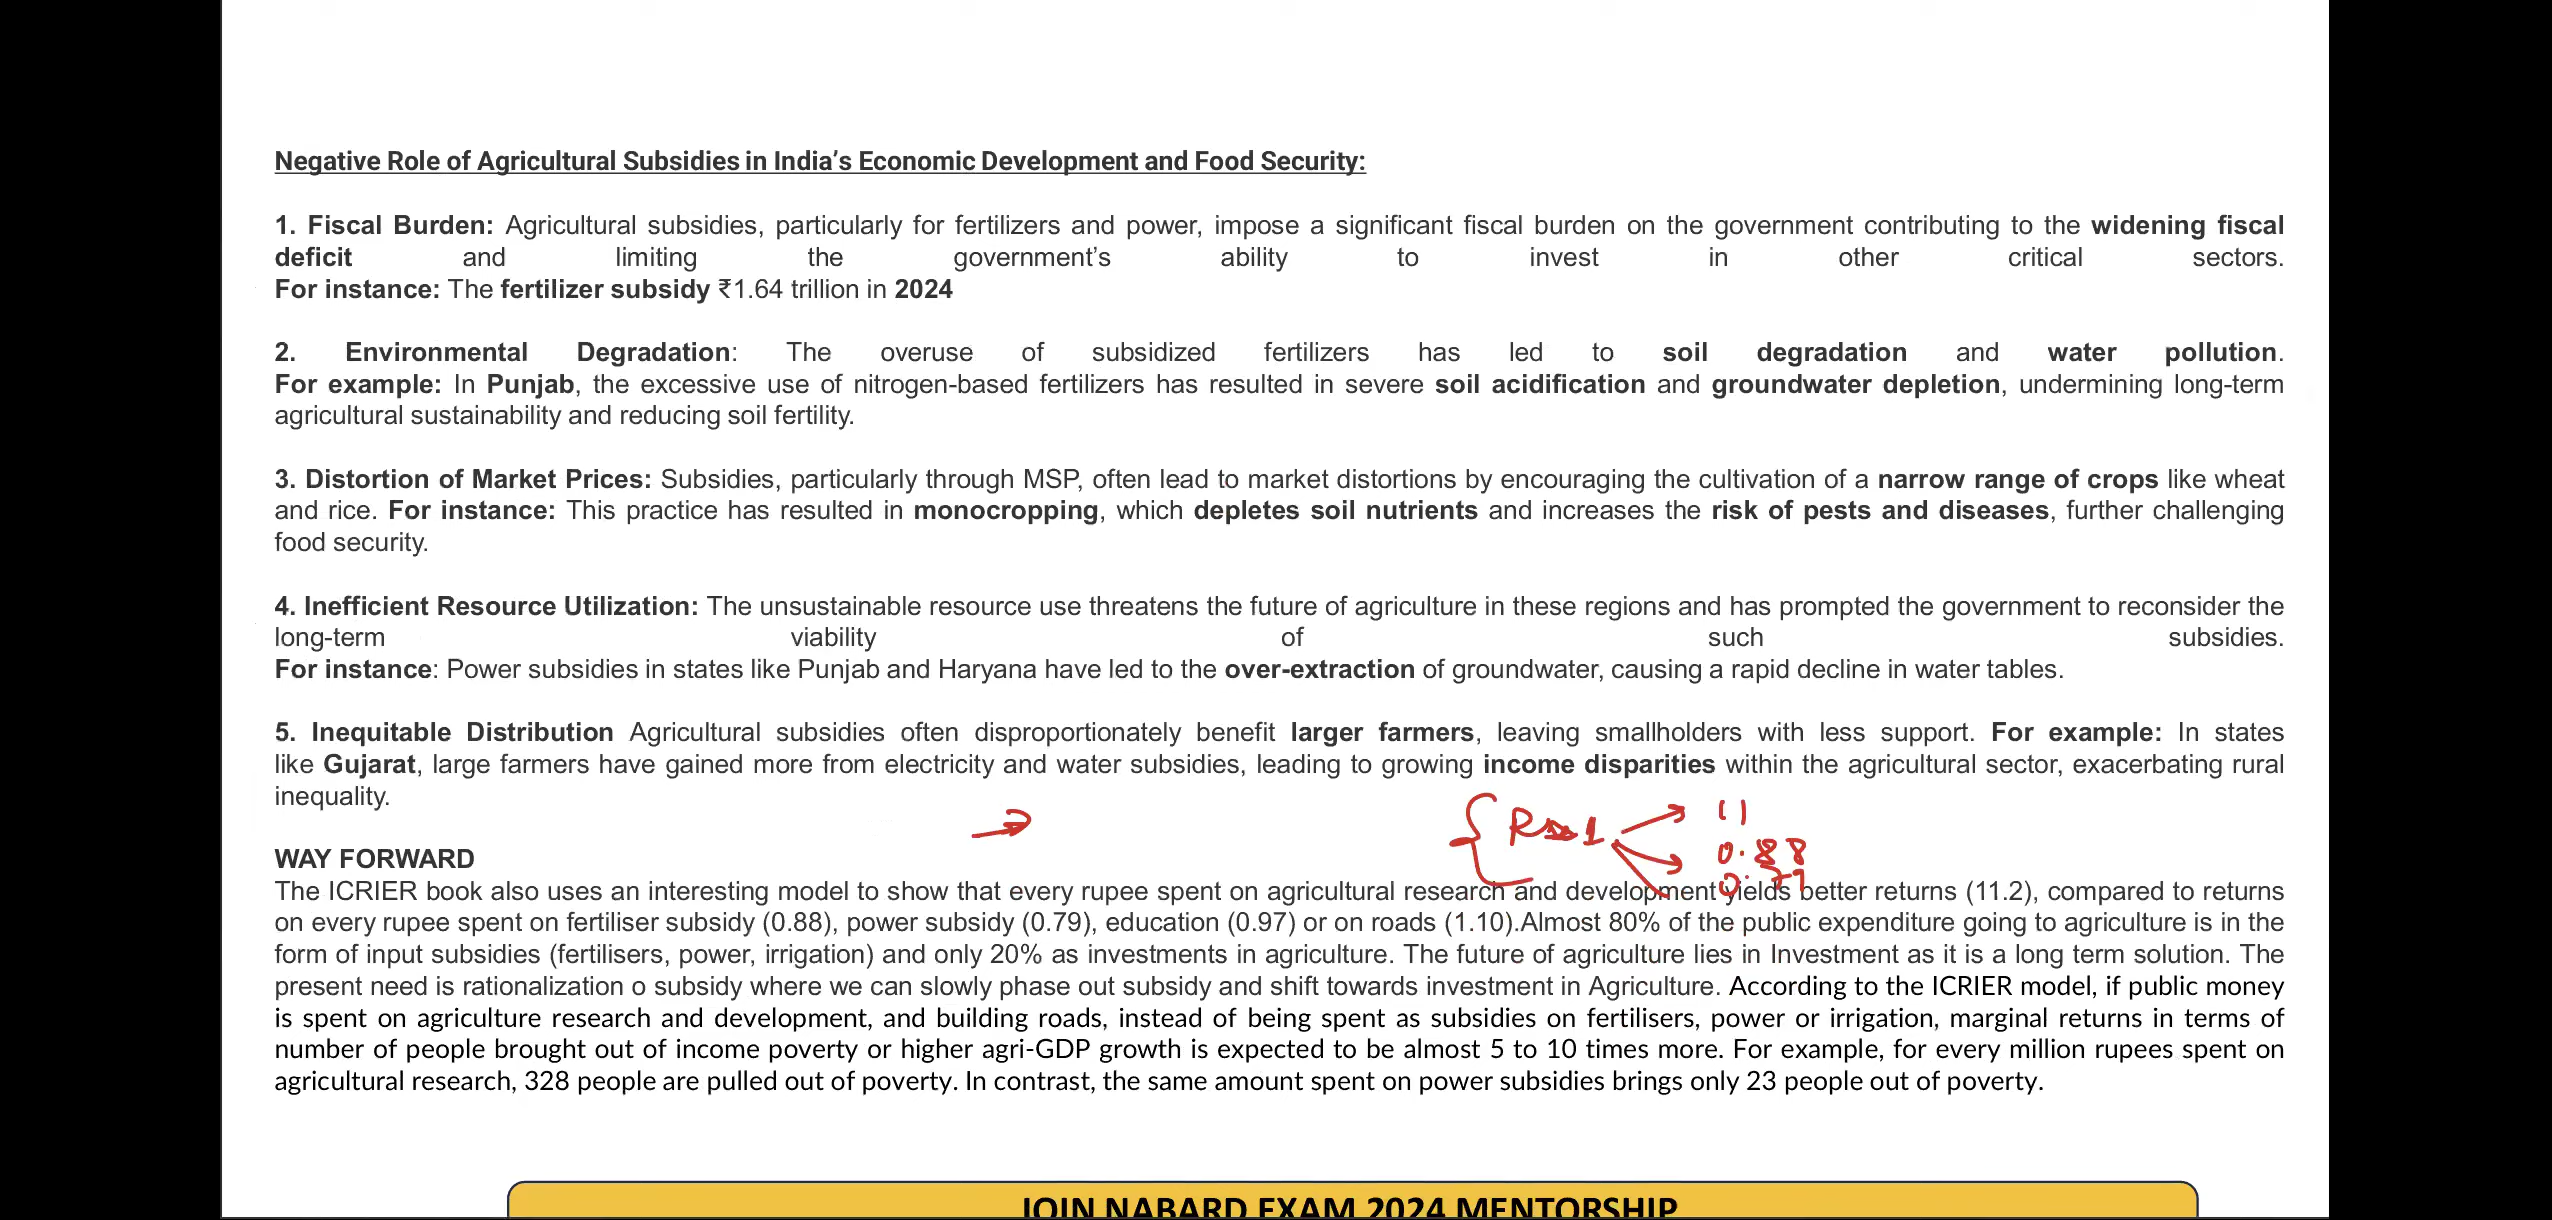 Negative Role of Agricultural Subsidies in India’s Economic Development and Food Security:
1. Fiscal Burden: Agricultural subsidies, particularly for fertilizers and power, impose a significant fiscal burden on the government contributing to the widening fiscal
deficit and limiting the government’s ability to invest in other critical sectors.
For instance: The fertilizer subsidy ₹1.64 trillion in 2024
2. Environmental Degradation: The overuse of subsidized fertilizers has led to soil degradation and water pollution.
For example: In Punjab, the excessive use of nitrogen-based fertilizers has resulted in severe soil acidification and groundwater depletion, undermining long-term
agricultural sustainability and reducing soil fertility.
3. Distortion of Market Prices: Subsidies, particularly through MSP, often lead to market distortions by encouraging the cultivation of a narrow range of crops like wheat
and rice. For instance: This practice has resulted in monocropping, which depletes soil nutrients and increases the risk of pests and diseases, further challenging
food security.
4. Inefficient Resource Utilization: The unsustainable resource use threatens the future of agriculture in these regions and has prompted the government to reconsider the
long-term viability of such subsidies.
For instance: Power subsidies in states like Punjab and Haryana have led to the over-extraction of groundwater, causing a rapid decline in water tables.
5. Inequitable Distribution Agricultural subsidies often disproportionately benefit larger farmers, leaving smallholders with less support. For example: In states
like Gujarat, large farmers have gained more from electricity and water subsidies, leading to growing income disparities within the agricultural sector, exacerbating rural
inequality.
11
Rs 1
0.88
0.79
WAY FORWARD
The ICRIER book also uses an interesting model to show that every rupee spent on agricultural research and development yields better returns (11.2), compared to returns
on every rupee spent on fertiliser subsidy (0.88), power subsidy (0.79), education (0.97) or on roads (1.10).Almost 80% of the public expenditure going to agriculture is in the
form of input subsidies (fertilisers, power, irrigation) and only 20% as investments in agriculture. The future of agriculture lies in Investment as it is a long term solution. The
present need is rationalization o subsidy where we can slowly phase out subsidy and shift towards investment in Agriculture. According to the ICRIER model, if public money
is spent on agriculture research and development, and building roads, instead of being spent as subsidies on fertilisers, power or irrigation, marginal returns in terms of
number of people brought out of income poverty or higher agri-GDP growth is expected to be almost 5 to 10 times more. For example, for every million rupees spent on
agricultural research, 328 people are pulled out of poverty. In contrast, the same amount spent on power subsidies brings only 23 people out of poverty.
JOIN NABARD EXAM 2024 MENTORSHIP